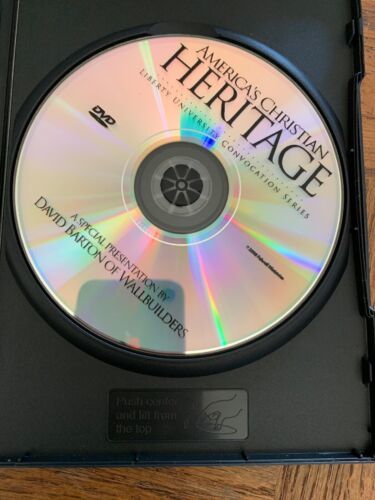 AMERICA'S CHRISTIAN
HERITAGE
LIBERTY UNIVERSITY CONVOCATION SERIES
DVD
A SPECIAL PRESENTATION BY
DAVID BARTON OF WALLBUILDERS
Push center
and lift from
the top